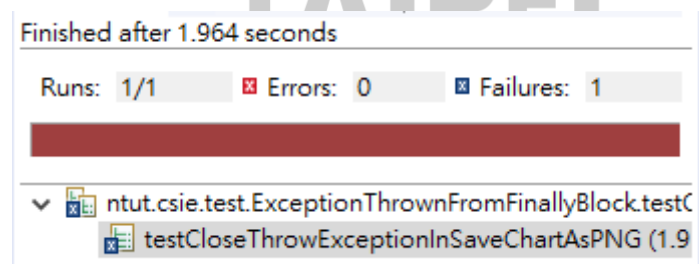 Finished after 1.964 seconds
Runs: 1/1 Errors: 0 Failures: 1
ntut.csie.test.ExceptionThrownFromFinallyBlock.testC
testCloseThrowExceptionInSaveChartAsPNG (1.9